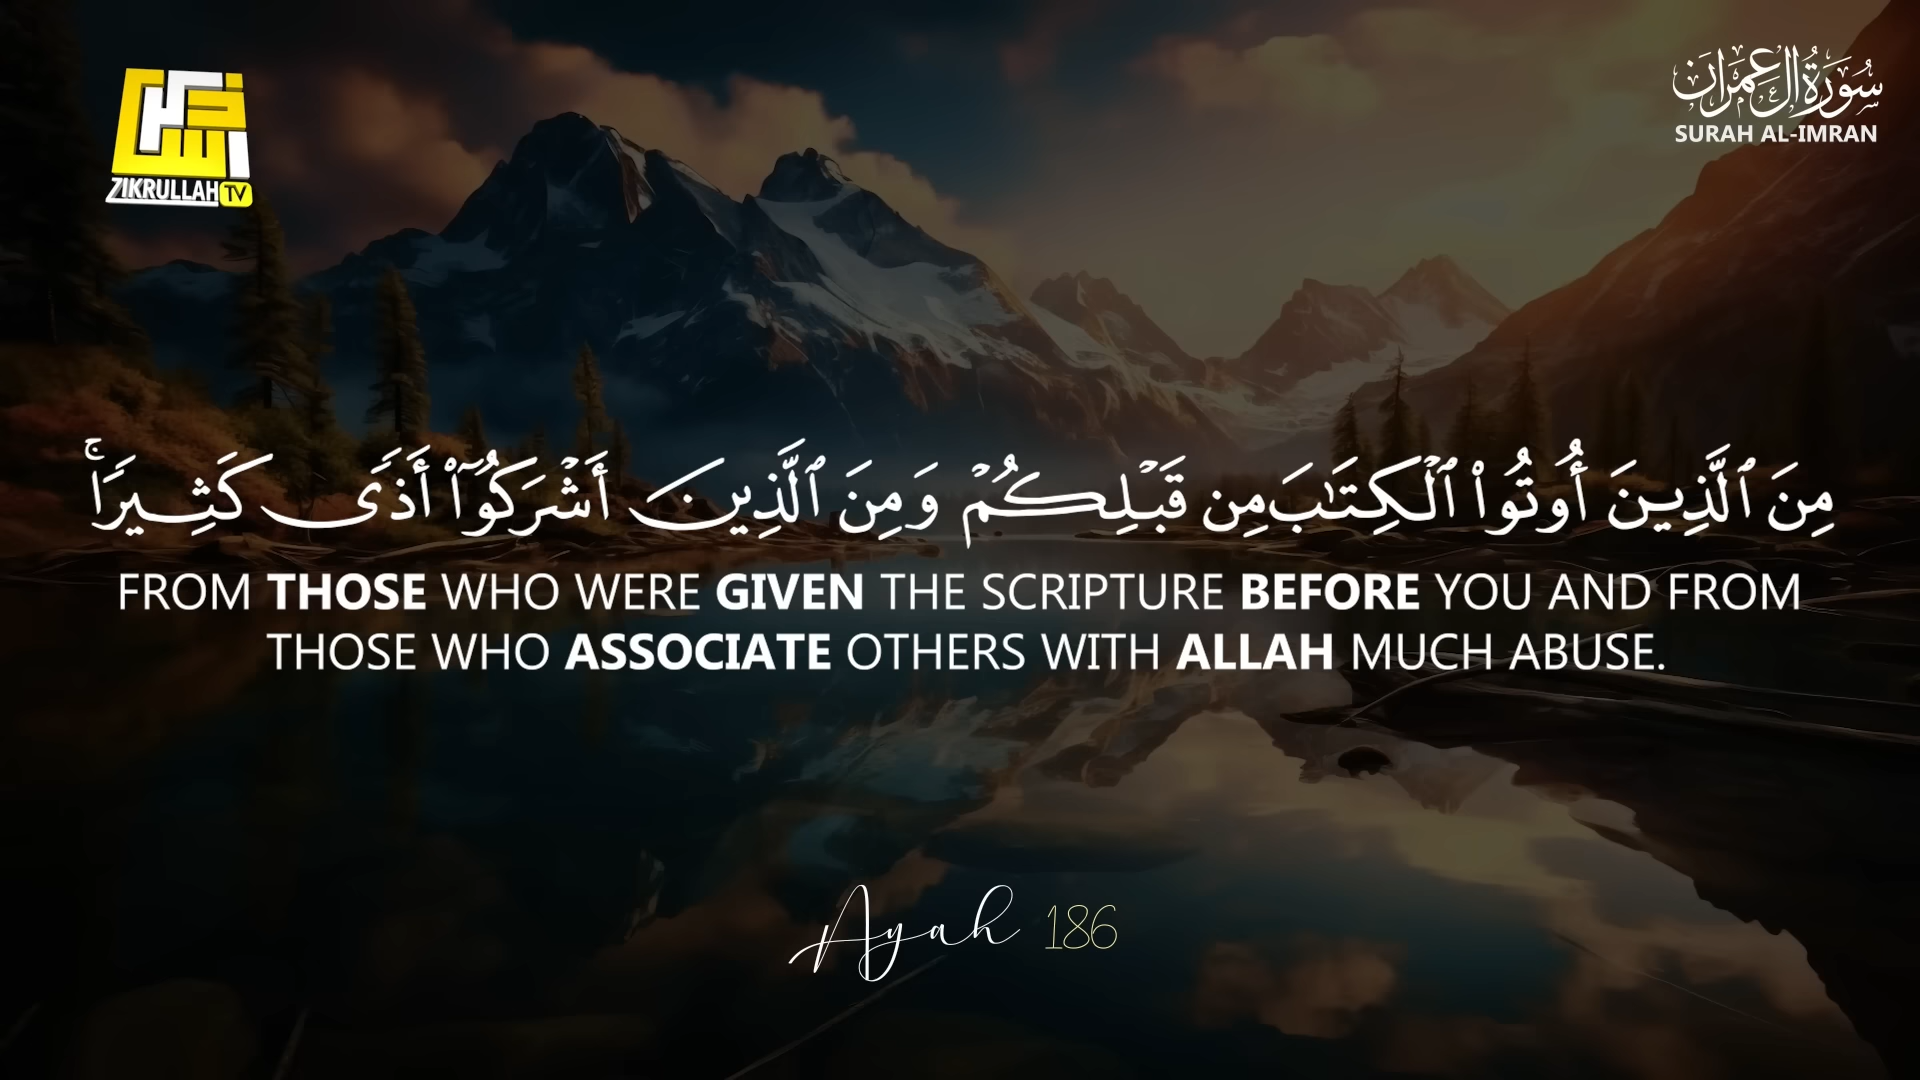 سُورَةُ اٰلِ عِمْرَان
SURAH AL-IMRAN
ZIKRULLAH TV
مِنَ ٱلَّذِينَ أُوتُوا۟ ٱلْكِتَٰبَ مِن قَبْلِكُمْ وَمِنَ ٱلَّذِينَ أَشْرَكُوٓا۟ أَذًى كَثِيرًا ۚ
FROM THOSE WHO WERE GIVEN THE SCRIPTURE BEFORE YOU AND FROM
THOSE WHO ASSOCIATE OTHERS WITH ALLAH MUCH ABUSE.
Ayah 186